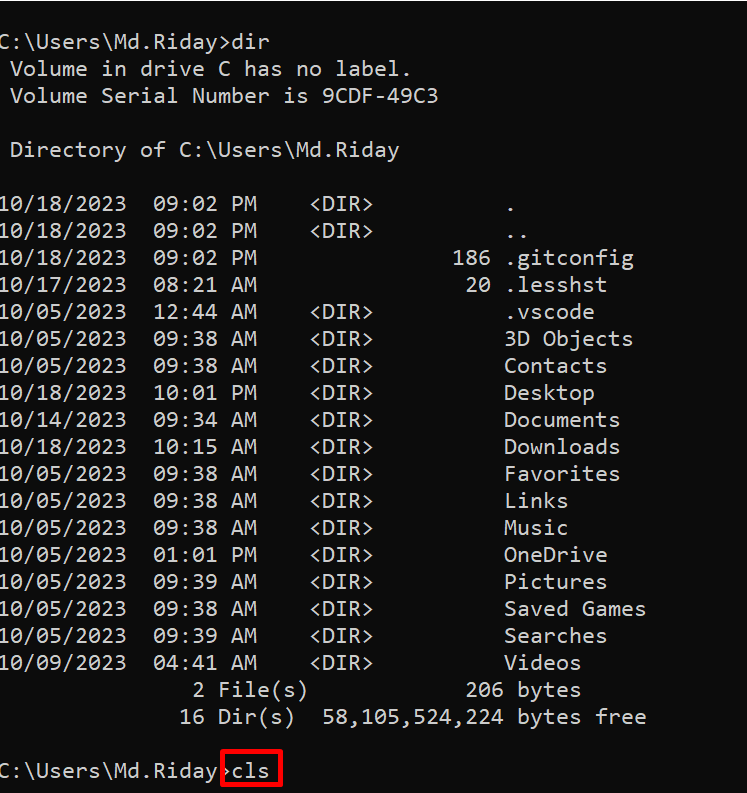 C:\Users\Md.Riday>dir
 Volume in drive C has no label.
 Volume Serial Number is 9CDF-49C3

 Directory of C:\Users\Md.Riday

10/18/2023  09:02 PM    <DIR>          .
10/18/2023  09:02 PM    <DIR>          ..
10/18/2023  09:02 PM               186 .gitconfig
10/17/2023  08:21 AM                20 .lesshst
10/05/2023  12:44 AM    <DIR>          .vscode
10/05/2023  09:38 AM    <DIR>          3D Objects
10/05/2023  09:38 AM    <DIR>          Contacts
10/18/2023  10:01 PM    <DIR>          Desktop
10/14/2023  09:34 AM    <DIR>          Documents
10/18/2023  10:15 AM    <DIR>          Downloads
10/05/2023  09:38 AM    <DIR>          Favorites
10/05/2023  09:38 AM    <DIR>          Links
10/05/2023  09:38 AM    <DIR>          Music
10/05/2023  01:01 PM    <DIR>          OneDrive
10/05/2023  09:39 AM    <DIR>          Pictures
10/05/2023  09:38 AM    <DIR>          Saved Games
10/05/2023  09:39 AM    <DIR>          Searches
10/09/2023  04:41 AM    <DIR>          Videos
               2 File(s)            206 bytes
              16 Dir(s)  58,105,524,224 bytes free

C:\Users\Md.Riday>cls